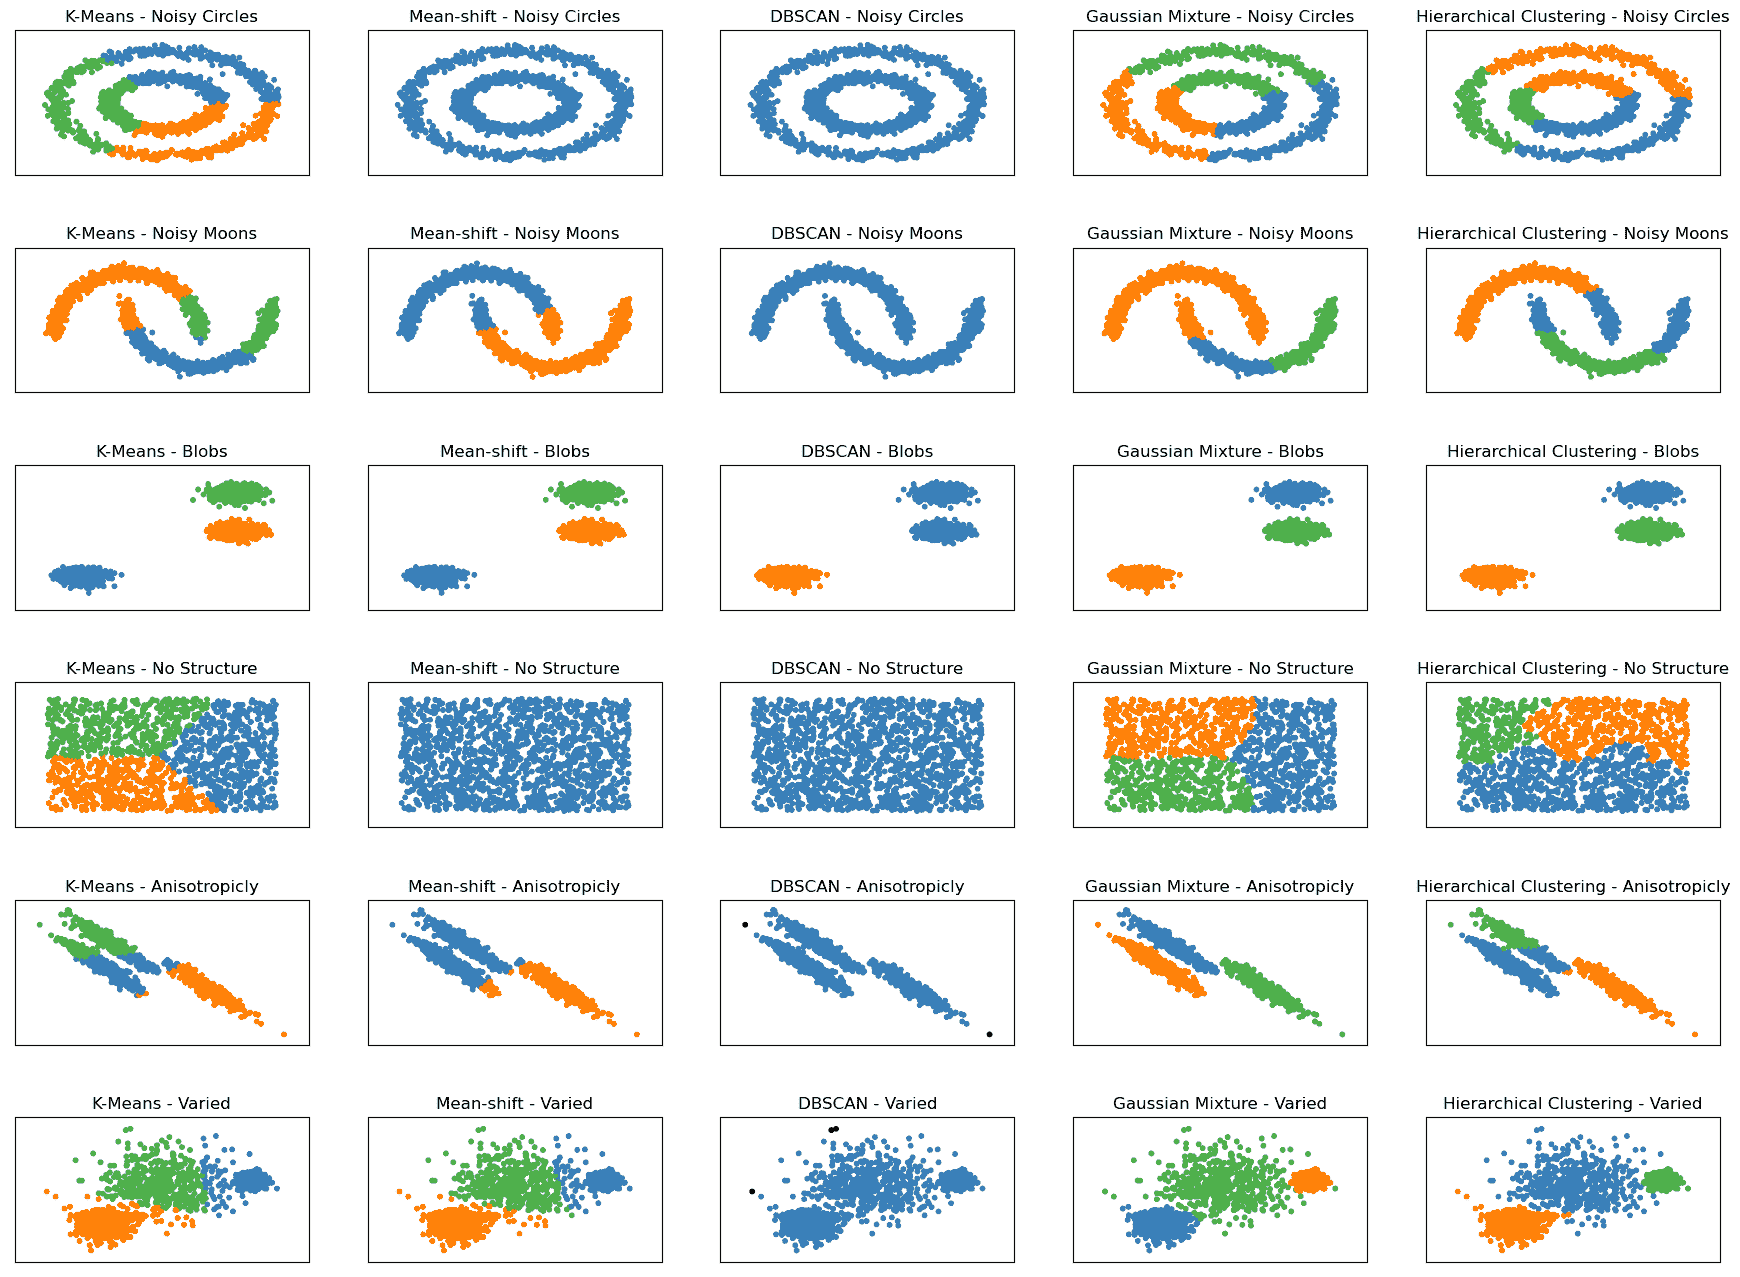 K-Means - Noisy Circles
Mean-shift - Noisy Circles
DBSCAN - Noisy Circles
Gaussian Mixture - Noisy Circles
Hierarchical Clustering - Noisy Circles
K-Means - Noisy Moons
Mean-shift - Noisy Moons
DBSCAN - Noisy Moons
Gaussian Mixture - Noisy Moons
Hierarchical Clustering - Noisy Moons
K-Means - Blobs
Mean-shift - Blobs
DBSCAN - Blobs
Gaussian Mixture - Blobs
Hierarchical Clustering - Blobs
K-Means - No Structure
Mean-shift - No Structure
DBSCAN - No Structure
Gaussian Mixture - No Structure
Hierarchical Clustering - No Structure
K-Means - Anisotropicly
Mean-shift - Anisotropicly
DBSCAN - Anisotropicly
Gaussian Mixture - Anisotropicly
Hierarchical Clustering - Anisotropicly
K-Means - Varied
Mean-shift - Varied
DBSCAN - Varied
Gaussian Mixture - Varied
Hierarchical Clustering - Varied